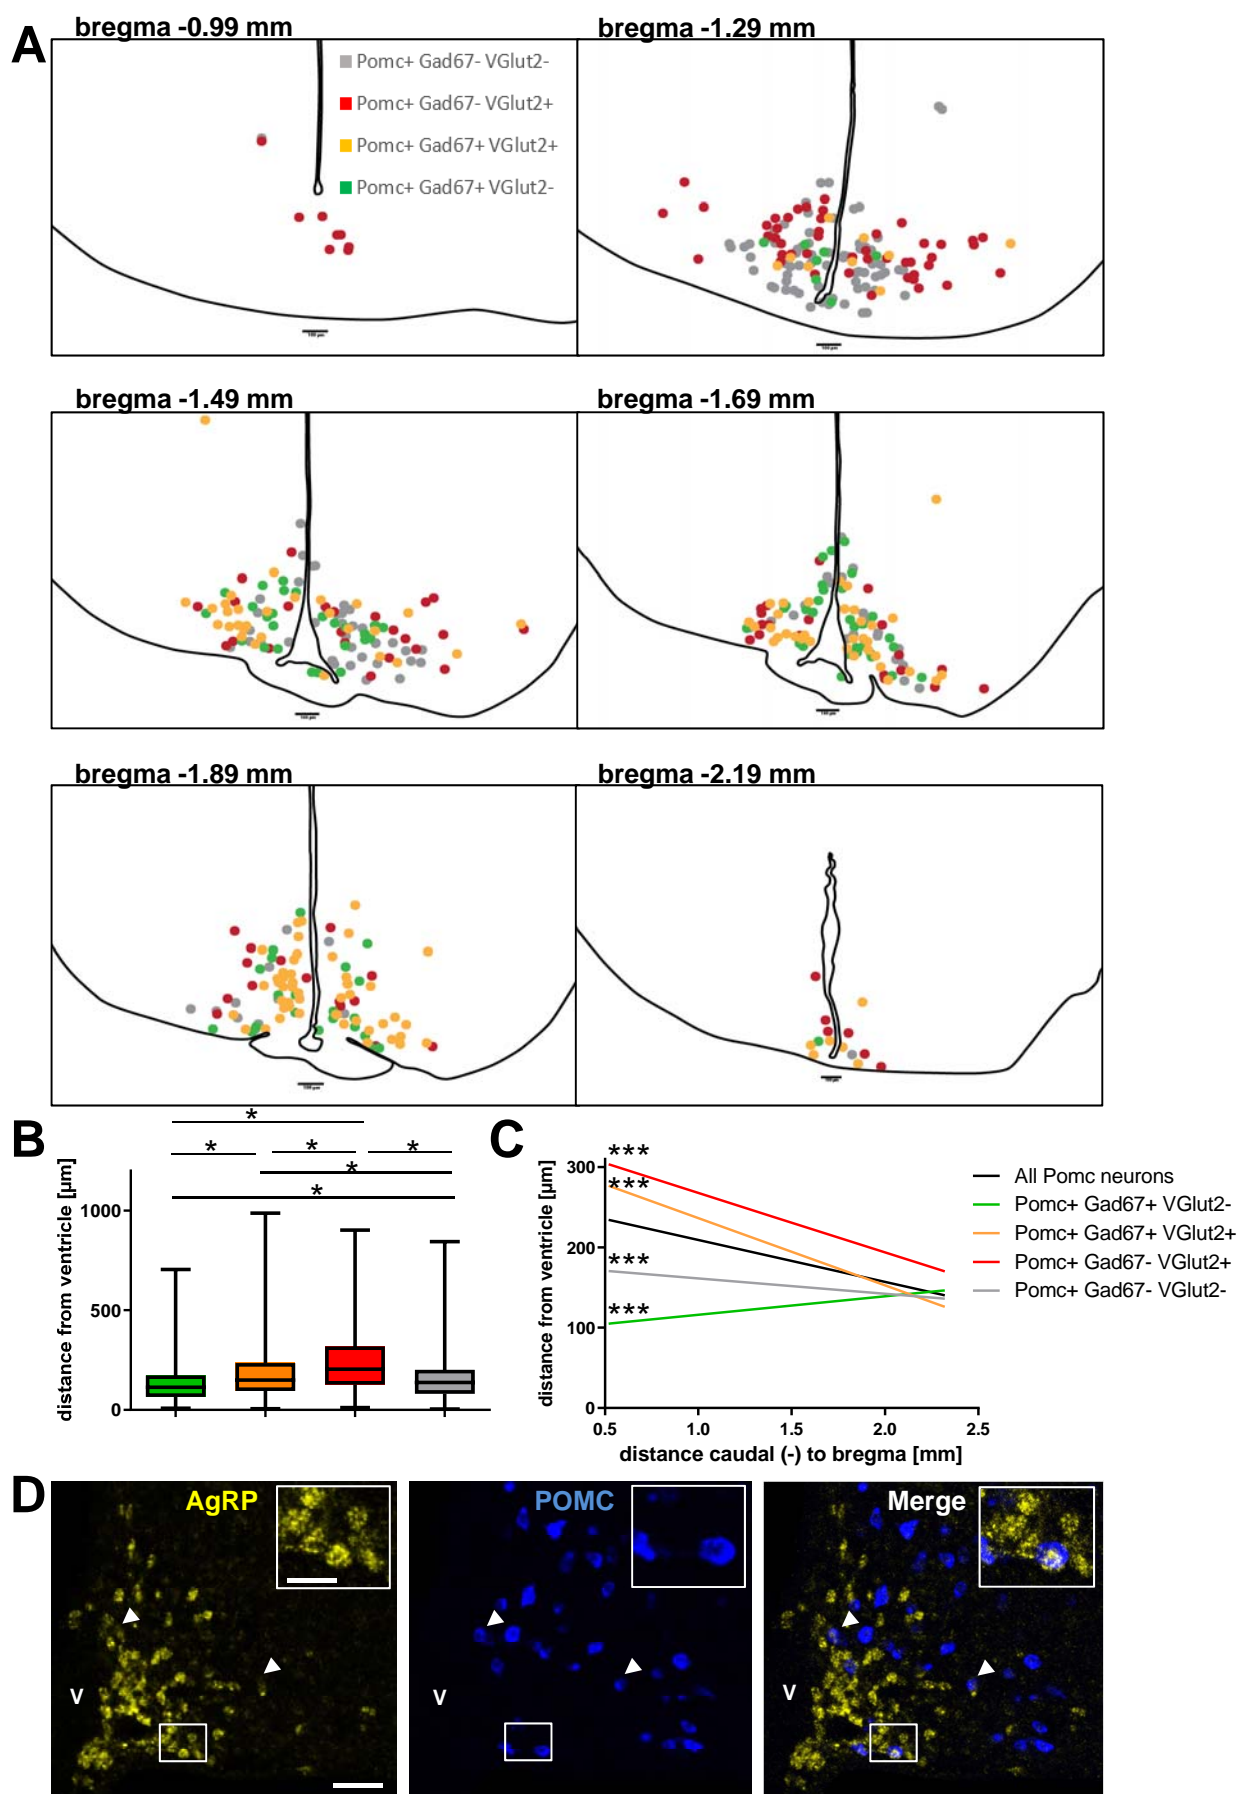 A
bregma -0.99 mm
bregma -1.29 mm
Pomc+ Gad67- VGlut2-
Pomc+ Gad67- VGlut2+
Pomc+ Gad67+ VGlut2+
Pomc+ Gad67+ VGlut2-
bregma -1.49 mm
bregma -1.69 mm
bregma -1.89 mm
bregma -2.19 mm
B
*
* * *
*
*
distance from ventricle [µm]
1000
500
0
C
distance from ventricle [µm]
300
200
100
0
***
***
***
***
0.5 1.0 1.5 2.0 2.5
distance caudal (-) to bregma [mm]
All Pomc neurons
Pomc+ Gad67+ VGlut2-
Pomc+ Gad67+ VGlut2+
Pomc+ Gad67- VGlut2+
Pomc+ Gad67- VGlut2-
D
AgRP
POMC
Merge
V
V
V